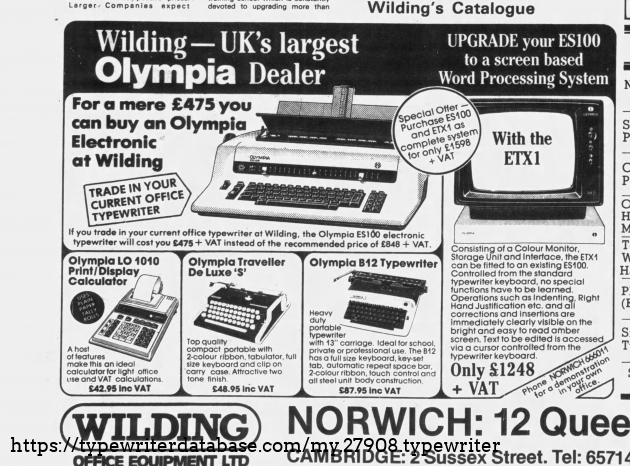 Larger Companies expect
devoted to upgrading more than
Wilding's Catalogue
Wilding — UK's largest
Olympia Dealer
UPGRADE your ES100
to a screen based
Word Processing System
For a mere £475 you
can buy an Olympia
Electronic
at Wilding
TRADE IN YOUR
CURRENT OFFICE
TYPEWRITER
Special Offer —
Purchase ES100
and ETX1 as
complete system
for only £1598
+ VAT
With the
ETX1
If you trade in your current office typewriter at Wilding, the Olympia ES100 electronic
typewriter will cost you £475 + VAT instead of the recommended price of £848 + VAT.
Olympia LO 1010
Print/Display
Calculator
USES
PLAIN
PAPER
TALLY
ROLLS
A host
of features
make this an ideal
calculator for light office
use and VAT calculations.
£42.95 Inc VAT
Olympia Traveller
De Luxe 'S'
Top quality
compact portable with
2-colour ribbon, tabulator, full
size keyboard and clip on
carry case. Attractive two
tone finish.
£48.95 inc VAT
Olympia B12 Typewriter
Heavy
duty
portable
typewriter
with 13" carriage. Ideal for school,
private or professional use. The B12
has a full size keyboard, key-set
tab, automatic repeat space bar,
2-colour ribbon, touch control and
all steel unit body construction.
£87.95 inc VAT
Consisting of a Colour Monitor,
Storage Unit and Interface, the ETX1
can be fitted to an existing ES100.
Controlled from the standard
typewriter keyboard, no special
functions have to be learned.
Operations such as Indenting, Right
Hand Justification etc. and all
corrections and insertions are
immediately clearly visible on the
bright and easy to read amber
screen. Text to be edited is accessed
via a cursor controlled from the
typewriter keyboard.
Only £1248
+ VAT
Phone NORWICH 666011
for a demonstration
in your own
office.
WILDING
OFFICE EQUIPMENT LTD
NORWICH: 12 Quee
CAMBRIDGE: 2 Sussex Street. Tel: 65714
https://typewriterdatabase.com/my.27908.typewriter